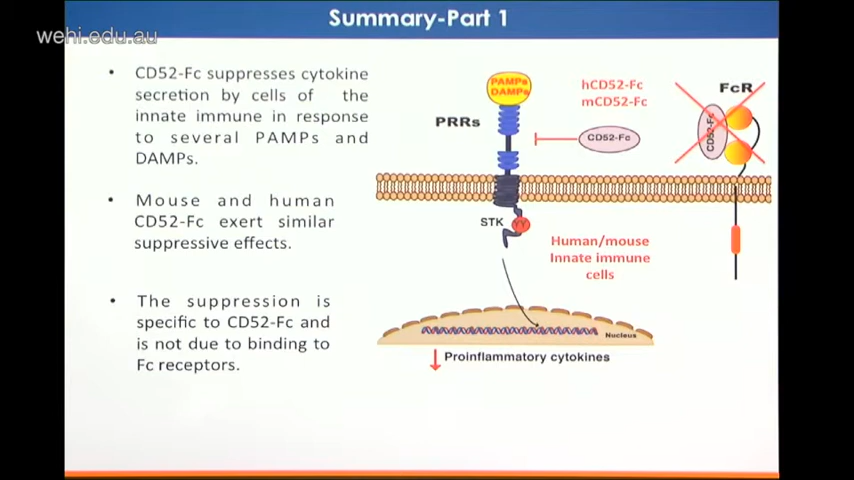 Summary-Part 1
wehi.edu.au
• CD52-Fc suppresses cytokine
secretion by cells of the
innate immune in response
to several PAMPs and
DAMPs.
• Mouse and human
CD52-Fc exert similar
suppressive effects.
• The suppression is
specific to CD52-Fc and
is not due to binding to
Fc receptors.
PAMPs
DAMPs
PRRs
hCD52-Fc
mCD52-Fc
CD52-Fc
FcR
CD52-Fc
STK
YY
Human/mouse
Innate immune
cells
Nucleus
Proinflammatory cytokines